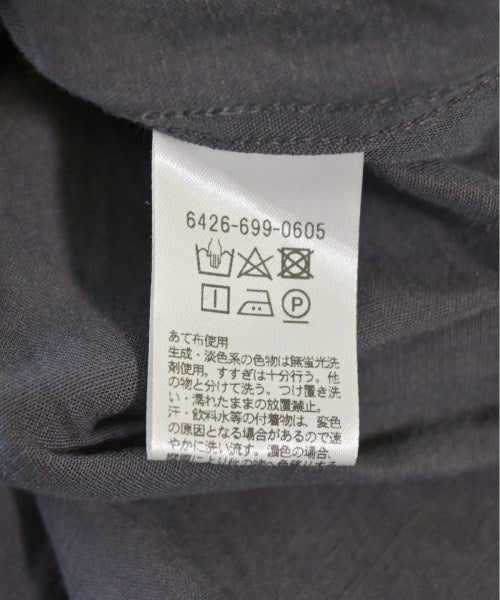 6426-699-0605
P
あて布使用
生成・淡色系の色物は無蛍光洗
剤使用。すすぎは十分行う。他
の物と分けて洗う。つけ置き洗
い・濡れたままの放置禁止。
汗・飲料水等の付着物は、変色
の原因となる場合があるので速
やかに洗い流す。濃色の場合、